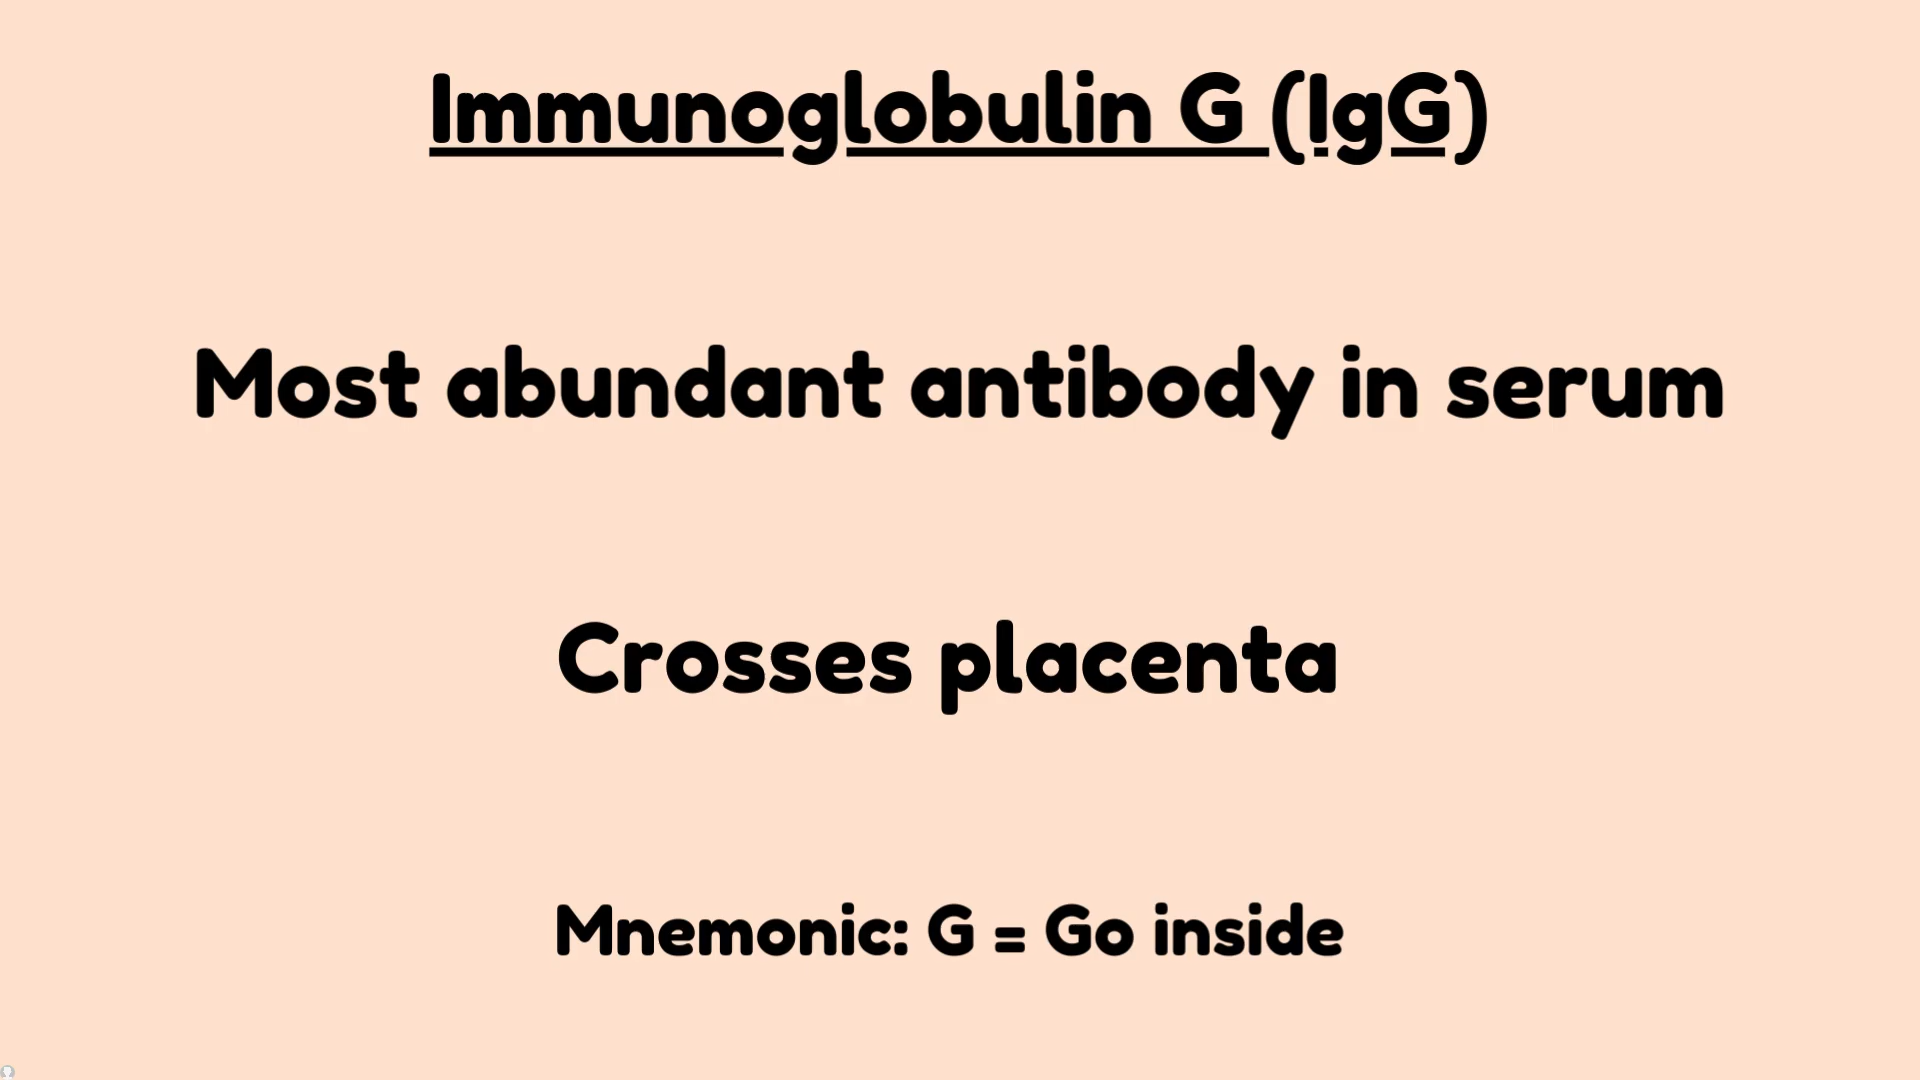 Immunoglobulin G (IgG)
Most abundant antibody in serum
Crosses placenta
Mnemonic: G = Go inside